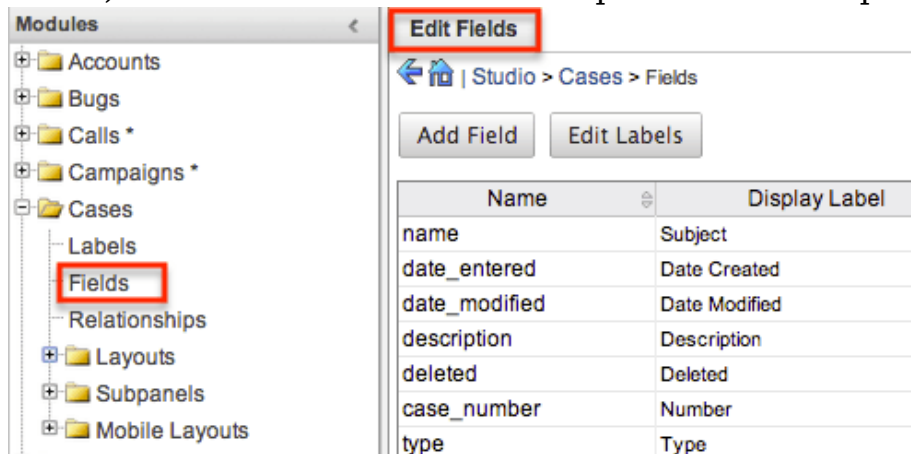 Modules <
Accounts
Bugs
Calls *
Campaigns *
Cases
Labels
Fields
Relationships
Layouts
Subpanels
Mobile Layouts
Edit Fields
| Studio > Cases > Fields
Add Field Edit Labels
Name Display Label
name Subject
date_entered Date Created
date_modified Date Modified
description Description
deleted Deleted
case_number Number
type Type